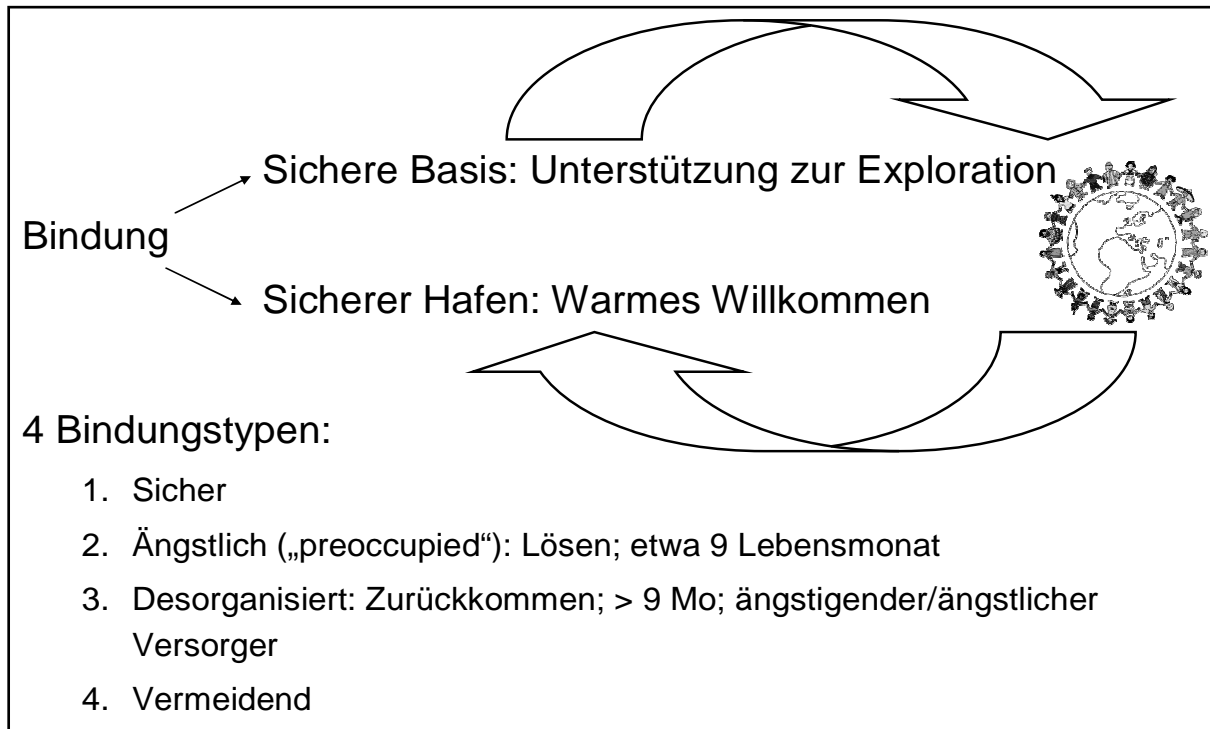 Sichere Basis: Unterstützung zur Exploration
Bindung
Sicherer Hafen: Warmes Willkommen
4 Bindungstypen:
1. Sicher
2. Ängstlich („preoccupied“): Lösen; etwa 9 Lebensmonat
3. Desorganisiert: Zurückkommen; > 9 Mo; ängstigender/ängstlicher
Versorger
4. Vermeidend